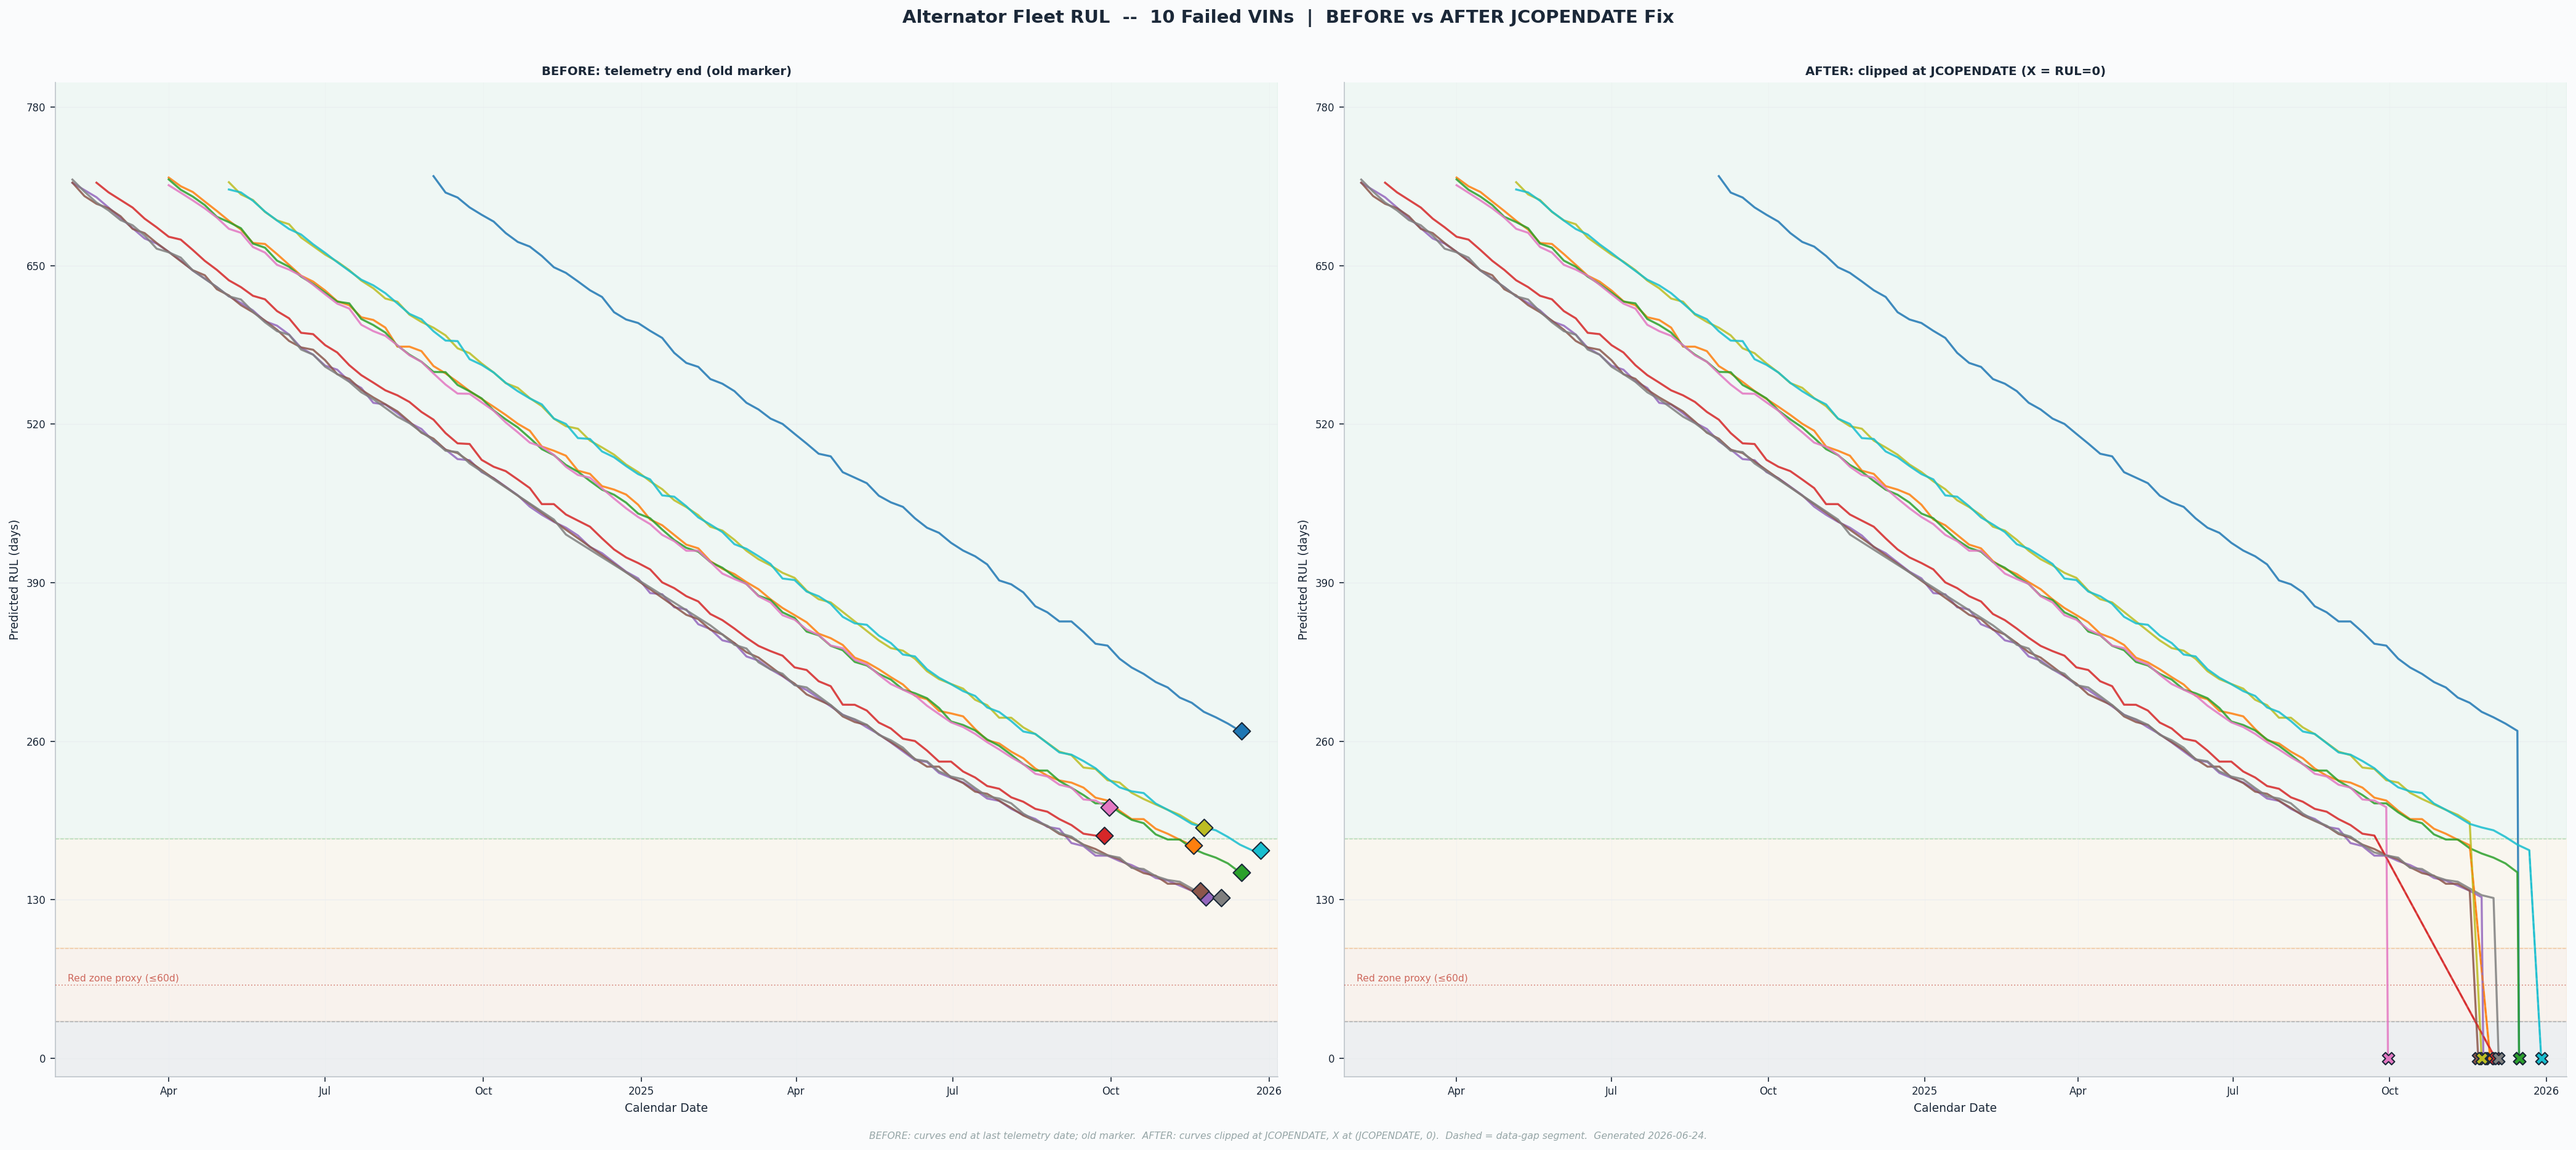 Alternator Fleet RUL  --  10 Failed VINs  |  BEFORE vs AFTER JCOPENDATE Fix
BEFORE: telemetry end (old marker)
780
650
520
390
260
130
0
Predicted RUL (days)
Red zone proxy (≤60d)
Apr
Jul
Oct
2025
Apr
Jul
Oct
2026
Calendar Date
AFTER: clipped at JCOPENDATE (X = RUL=0)
780
650
520
390
260
130
0
Predicted RUL (days)
Red zone proxy (≤60d)
Apr
Jul
Oct
2025
Apr
Jul
Oct
2026
Calendar Date
BEFORE: curves end at last telemetry date; old marker.  AFTER: curves clipped at JCOPENDATE, X at (JCOPENDATE, 0).  Dashed = data-gap segment.  Generated 2026-06-24.